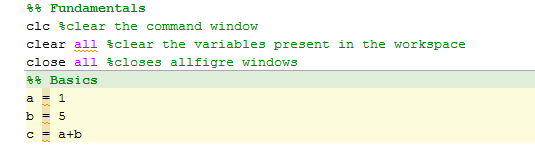 %% Fundamentals
clc %clear the command window
clear all %clear the variables present in the workspace
close all %closes allfigre windows
%% Basics
a = 1
b = 5
c = a+b